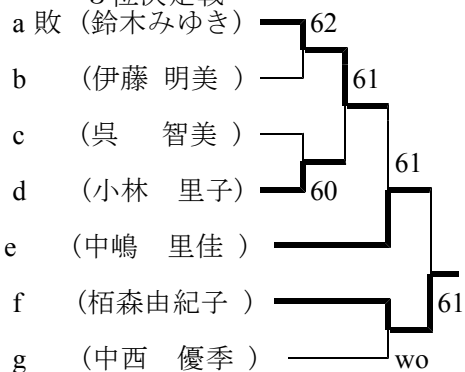 a 敗 (鈴木みゆき) 62
b (伊藤 明美 ) 61
c (呉 智美 )
61
d (小林 里子) 60
e (中嶋 里佳 )
f (栢森由紀子 ) 61
g (中西 優季 ) wo